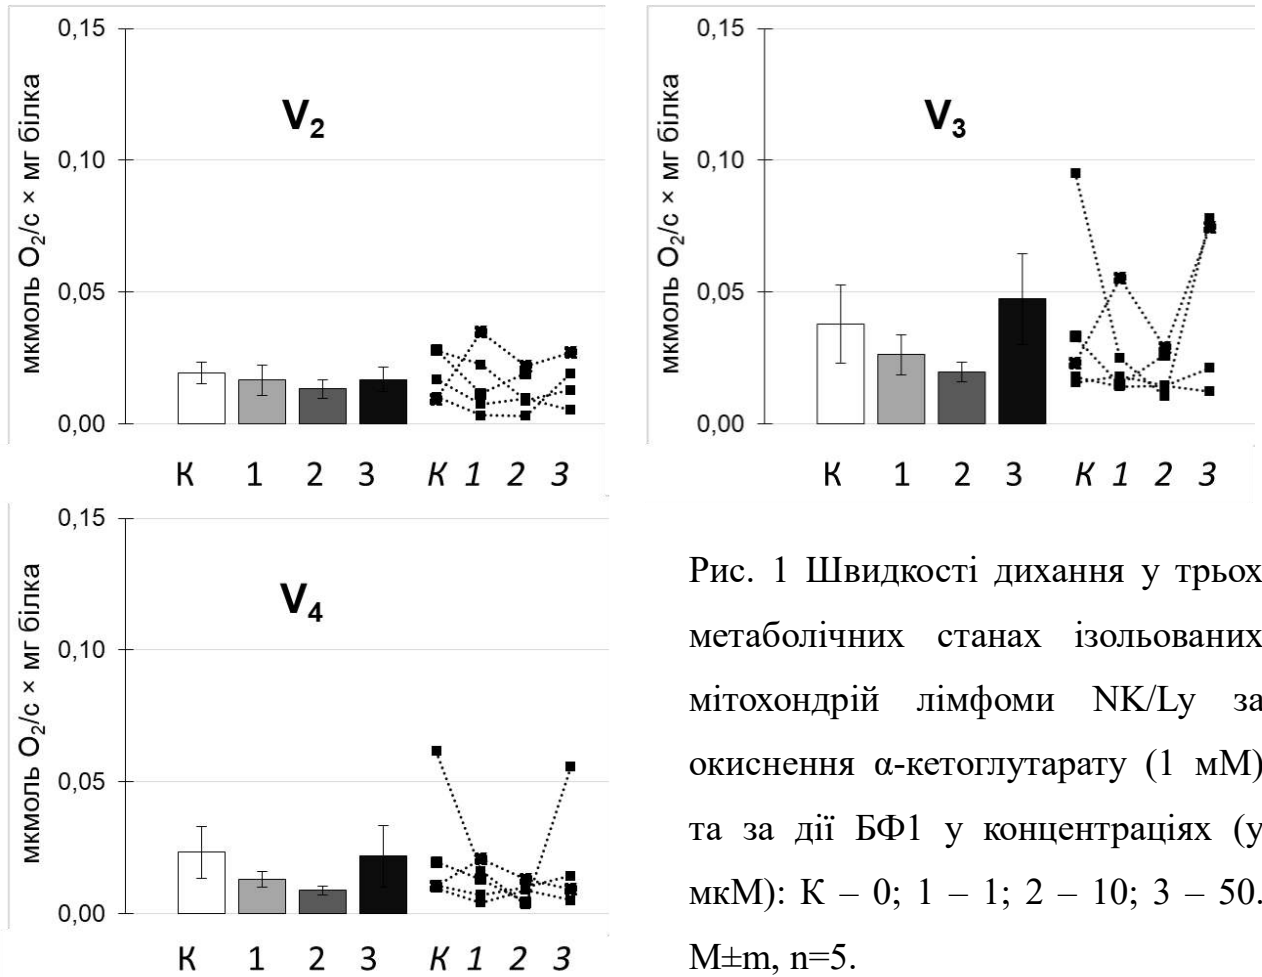 0,15
0,10
0,05
0,00
мкмоль O₂/с × мг білка
V₂
К 1 2 3 К 1 2 3
0,15
0,10
0,05
0,00
мкмоль O₂/с × мг білка
V₃
К 1 2 3 К 1 2 3
0,15
0,10
0,05
0,00
мкмоль O₂/с × мг білка
V₄
К 1 2 3 К 1 2 3
Рис. 1 Швидкості дихання у трьох
метаболічних станах ізольованих
мітохондрій лімфоми NK/Ly за
окиснення α-кетоглутарату (1 мМ)
та за дії БФ1 у концентраціях (у
мкМ): К – 0; 1 – 1; 2 – 10; 3 – 50.
M±m, n=5.